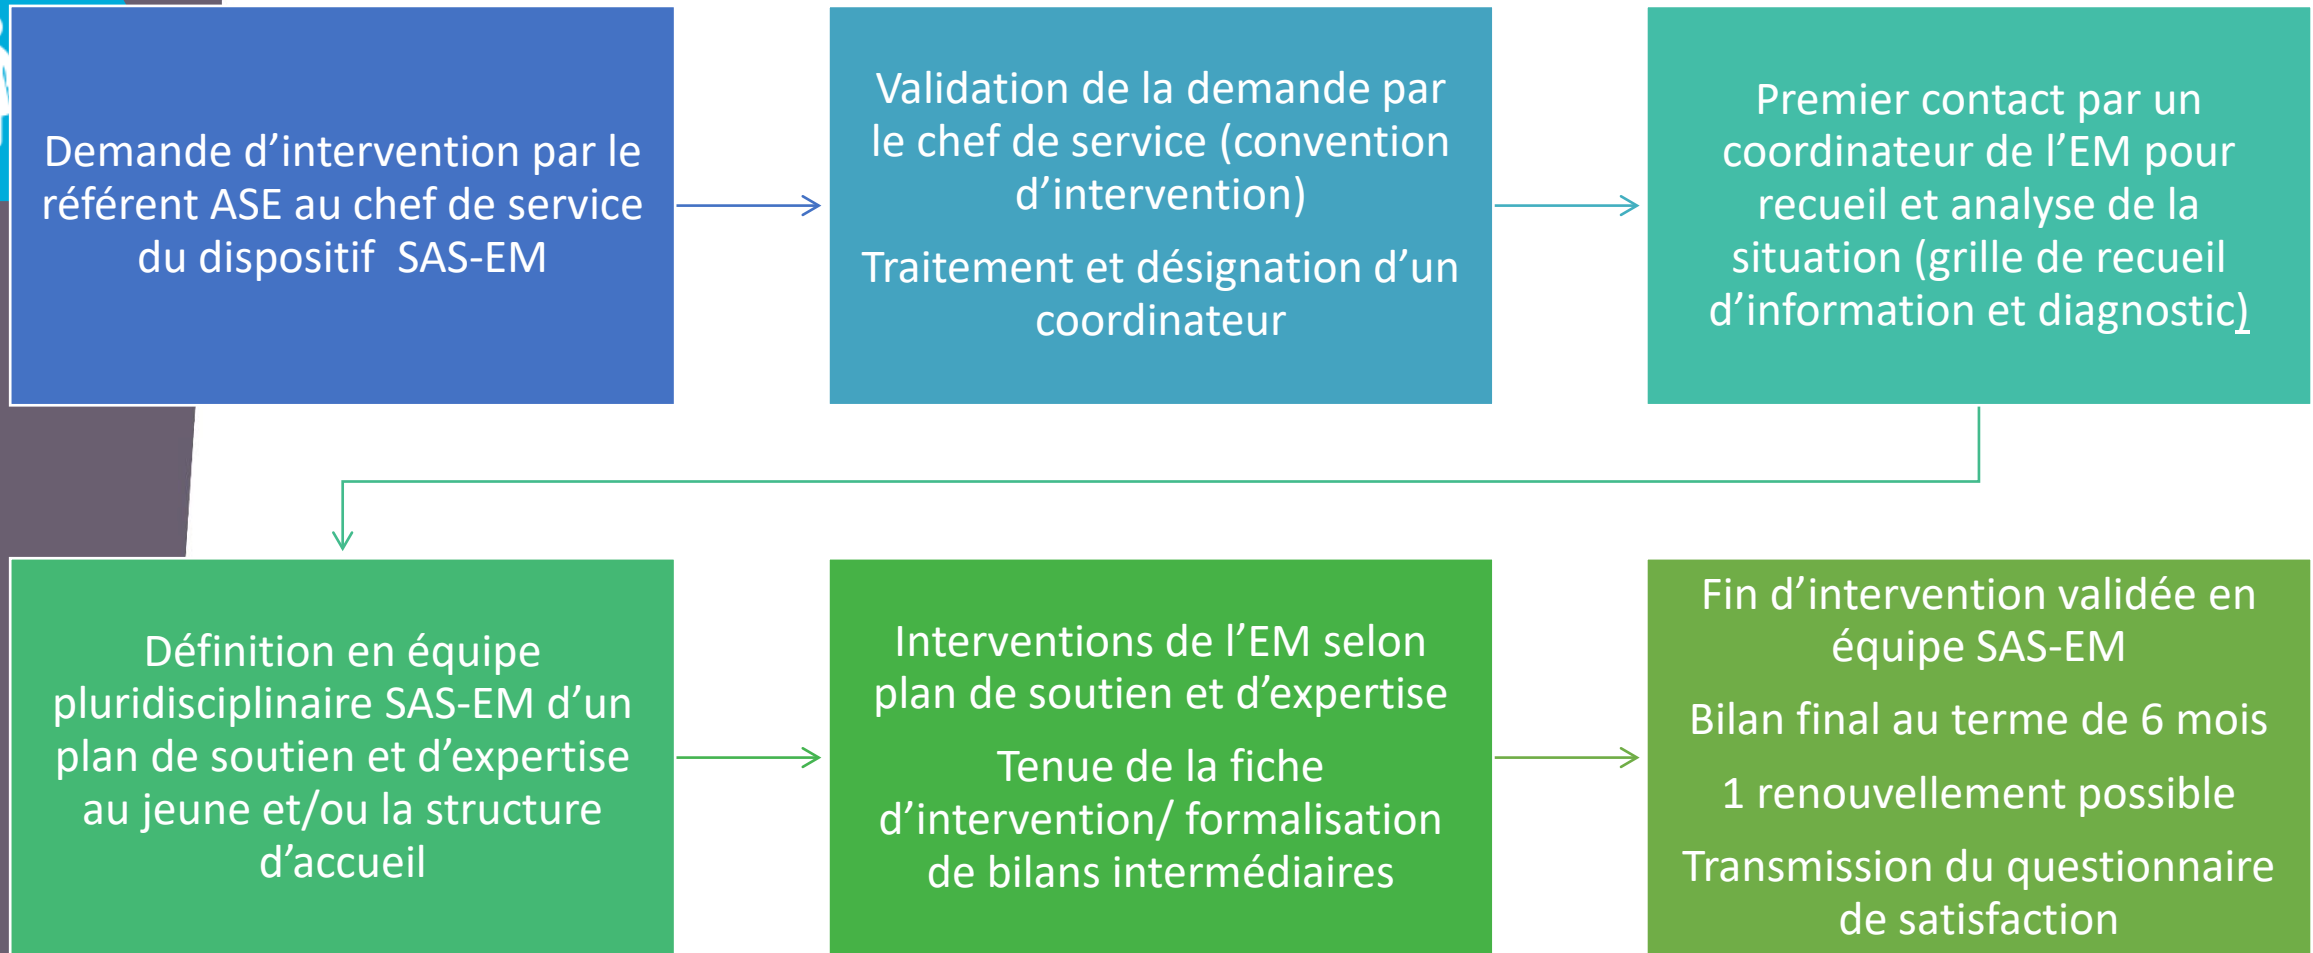 Demande d’intervention par le
référent ASE au chef de service
du dispositif  SAS-EM
Validation de la demande par
le chef de service (convention
d’intervention)
Traitement et désignation d’un
coordinateur
Premier contact par un
coordinateur de l’EM pour
recueil et analyse de la
situation (grille de recueil
d’information et diagnostic)
Définition en équipe
pluridisciplinaire SAS-EM d’un
plan de soutien et d’expertise
au jeune et/ou la structure
d’accueil
Interventions de l’EM selon
plan de soutien et d’expertise
Tenue de la fiche
d’intervention/ formalisation
de bilans intermédiaires
Fin d’intervention validée en
équipe SAS-EM
Bilan final au terme de 6 mois
1 renouvellement possible
Transmission du questionnaire
de satisfaction